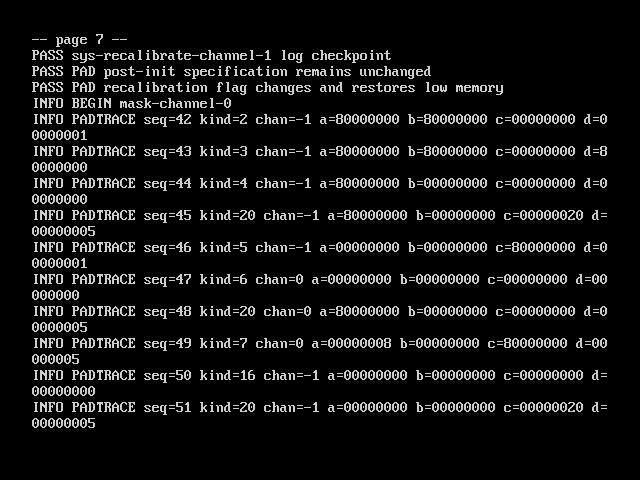 -- page 7 --
PASS sys-recalibrate-channel-1 log checkpoint
PASS PAD post-init specification remains unchanged
PASS PAD recalibration flag changes and restores low memory
INFO BEGIN mask-channel-0
INFO PADTRACE seq=42 kind=2 chan=-1 a=80000000 b=80000000 c=00000000 d=0
0000001
INFO PADTRACE seq=43 kind=3 chan=-1 a=80000000 b=80000000 c=00000000 d=8
0000000
INFO PADTRACE seq=44 kind=4 chan=-1 a=80000000 b=00000000 c=00000000 d=0
0000000
INFO PADTRACE seq=45 kind=20 chan=-1 a=80000000 b=00000000 c=00000020 d=
00000005
INFO PADTRACE seq=46 kind=5 chan=-1 a=00000000 b=00000000 c=80000000 d=0
0000001
INFO PADTRACE seq=47 kind=6 chan=0 a=00000000 b=00000000 c=00000000 d=00
000000
INFO PADTRACE seq=48 kind=20 chan=0 a=80000000 b=00000000 c=00000000 d=0
0000005
INFO PADTRACE seq=49 kind=7 chan=0 a=00000008 b=00000000 c=80000000 d=00
000005
INFO PADTRACE seq=50 kind=16 chan=-1 a=00000000 b=00000000 c=00000000 d=
00000000
INFO PADTRACE seq=51 kind=20 chan=-1 a=00000000 b=00000000 c=00000020 d=
00000005